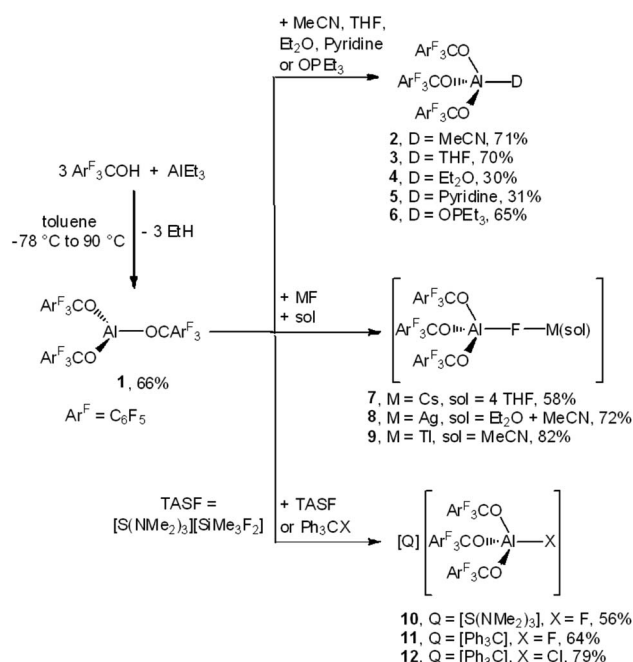 + MeCN, THF,
Et2O, Pyridine
or OPEt3
ArF3CO
ArF3CO Al D
ArF3CO
2, D = MeCN, 71%
3, D = THF, 70%
4, D = Et2O, 30%
5, D = Pyridine, 31%
6, D = OPEt3, 65%
3 ArF3COH + AlEt3
toluene
-78 °C to 90 °C
- 3 EtH
ArF3CO
Al OCArF3
ArF3CO
1, 66%
ArF = C6F5
+ MF
+ sol
ArF3CO
ArF3CO Al F M(sol)
ArF3CO
7, M = Cs, sol = 4 THF, 58%
8, M = Ag, sol = Et2O + MeCN, 72%
9, M = Tl, sol = MeCN, 82%
TASF =
[S(NMe2)3][SiMe3F2]
+ TASF
or Ph3CX
ArF3CO
[Q] ArF3CO Al X
ArF3CO
10, Q = [S(NMe2)3], X = F, 56%
11, Q = [Ph3C], X = F, 64%
12, Q = [Ph3C], X = Cl, 79%